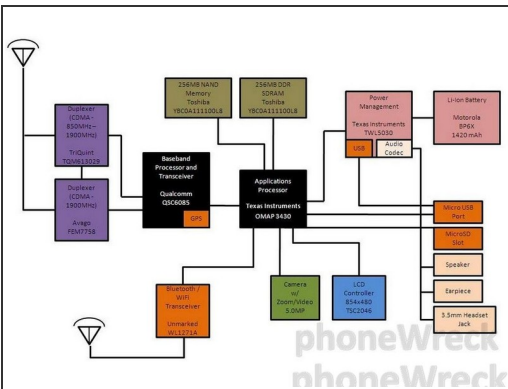 Duplexer
(CDMA -
850MHz –
1900MHz)
TriQuint
TQM613029
Duplexer
(CDMA -
1900MHz)
Avago
FEM7758
Baseband
Processor and
Transceiver
Qualcomm
QSC6085
GPS
256MB NAND
Memory
Toshiba
YBC0A111100L8
256MB DDR
SDRAM
Toshiba
YBC0A111100L8
Applications
Processor
Texas Instruments
OMAP 3430
Power
Management
Texas Instruments
TWL5030
USB
Audio
Codec
Li-Ion Battery
Motorola
BP6X
1420 mAh
Micro USB
Port
MicroSD
Slot
Speaker
Earpiece
3.5mm Headset
Jack
Bluetooth /
WiFi
Transceiver
Unmarked
WL1271A
Camera
w/
Zoom/Video
5.0MP
LCD
Controller
854x480
TSC2046
phoneWreck
phoneWreck